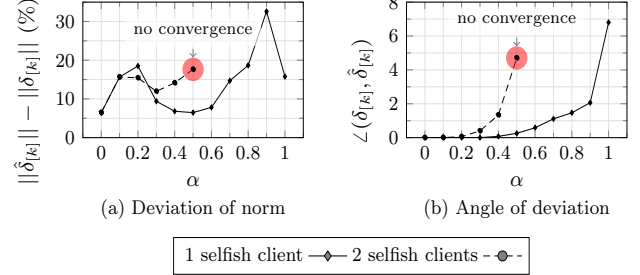 ||δ̂[k]|| − ||δ[k]|| (%)
30
20
10
0
no convergence
0 0.2 0.4 0.6 0.8 1
α
(a) Deviation of norm
∠(δ[k], δ̂[k])
8
6
4
2
0
no convergence
0 0.2 0.4 0.6 0.8 1
α
(b) Angle of deviation
1 selfish client 2 selfish clients